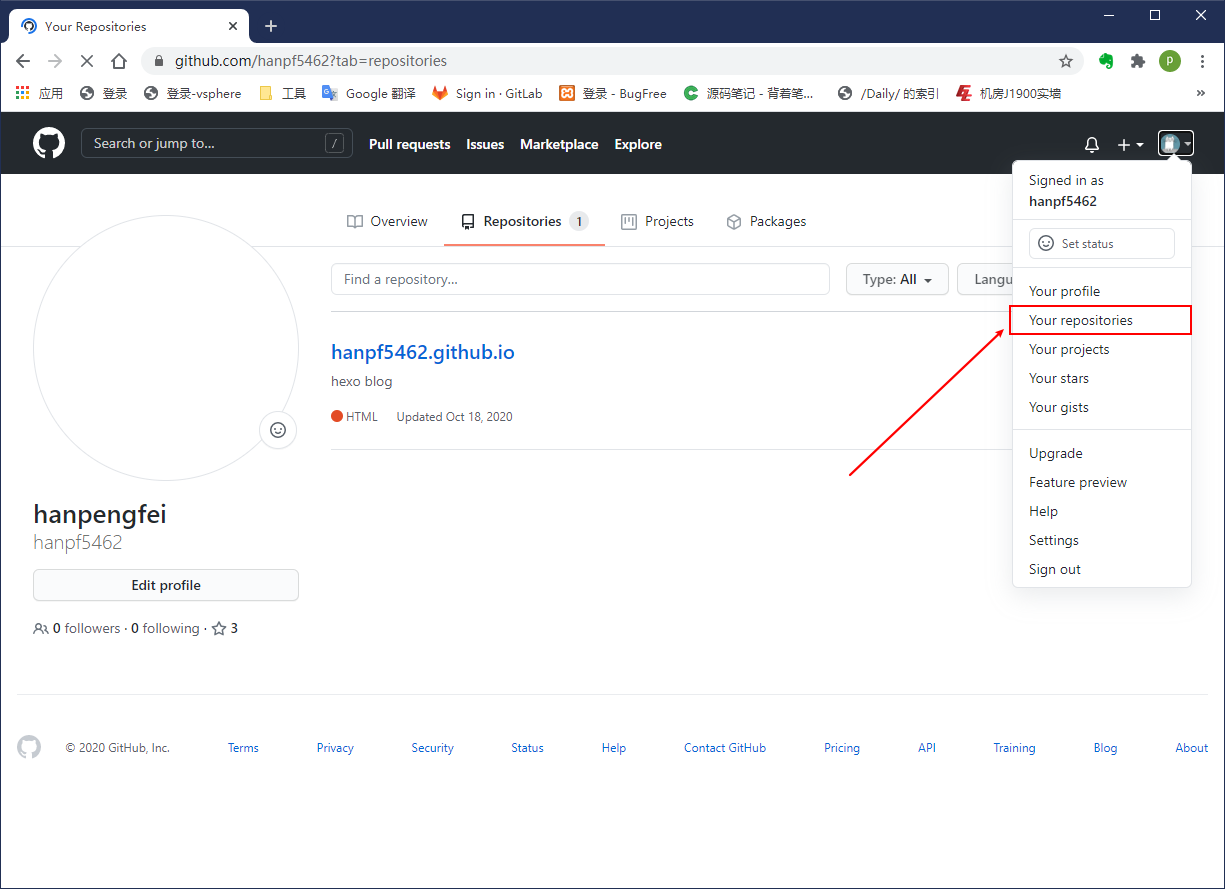 Your Repositories
github.com/hanpf5462?tab=repositories
应用 登录 登录-vsphere 工具 Google 翻译 Sign in · GitLab 登录 - BugFree 源码笔记 - 背着笔... /Daily/ 的索引 机房J1900实墙
Search or jump to... / Pull requests Issues Marketplace Explore
Signed in as
hanpf5462
Set status
Your profile
Your repositories
Your projects
Your stars
Your gists
Upgrade
Feature preview
Help
Settings
Sign out
Overview Repositories 1 Projects Packages
Find a repository... Type: All Langu
hanpf5462.github.io
hexo blog
HTML Updated Oct 18, 2020
hanpengfei
hanpf5462
Edit profile
0 followers · 0 following · 3
© 2020 GitHub, Inc. Terms Privacy Security Status Help Contact GitHub Pricing API Training Blog About